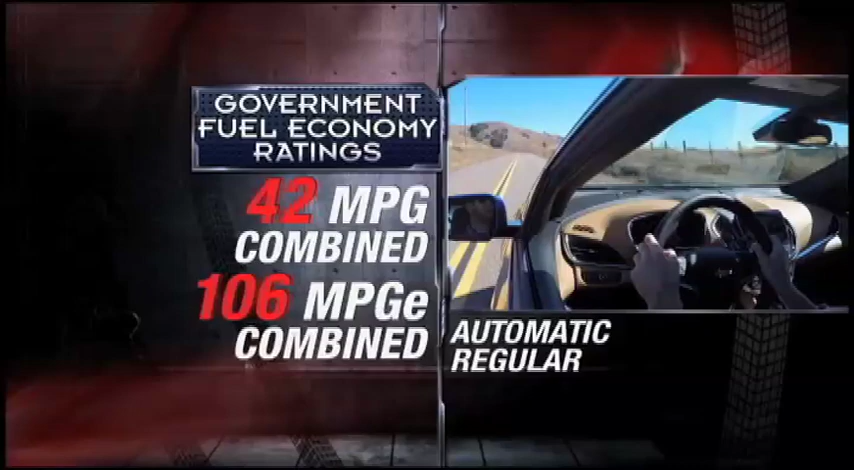 GOVERNMENT
FUEL ECONOMY
RATINGS
42 MPG
COMBINED
106 MPGe
COMBINED
AUTOMATIC
REGULAR